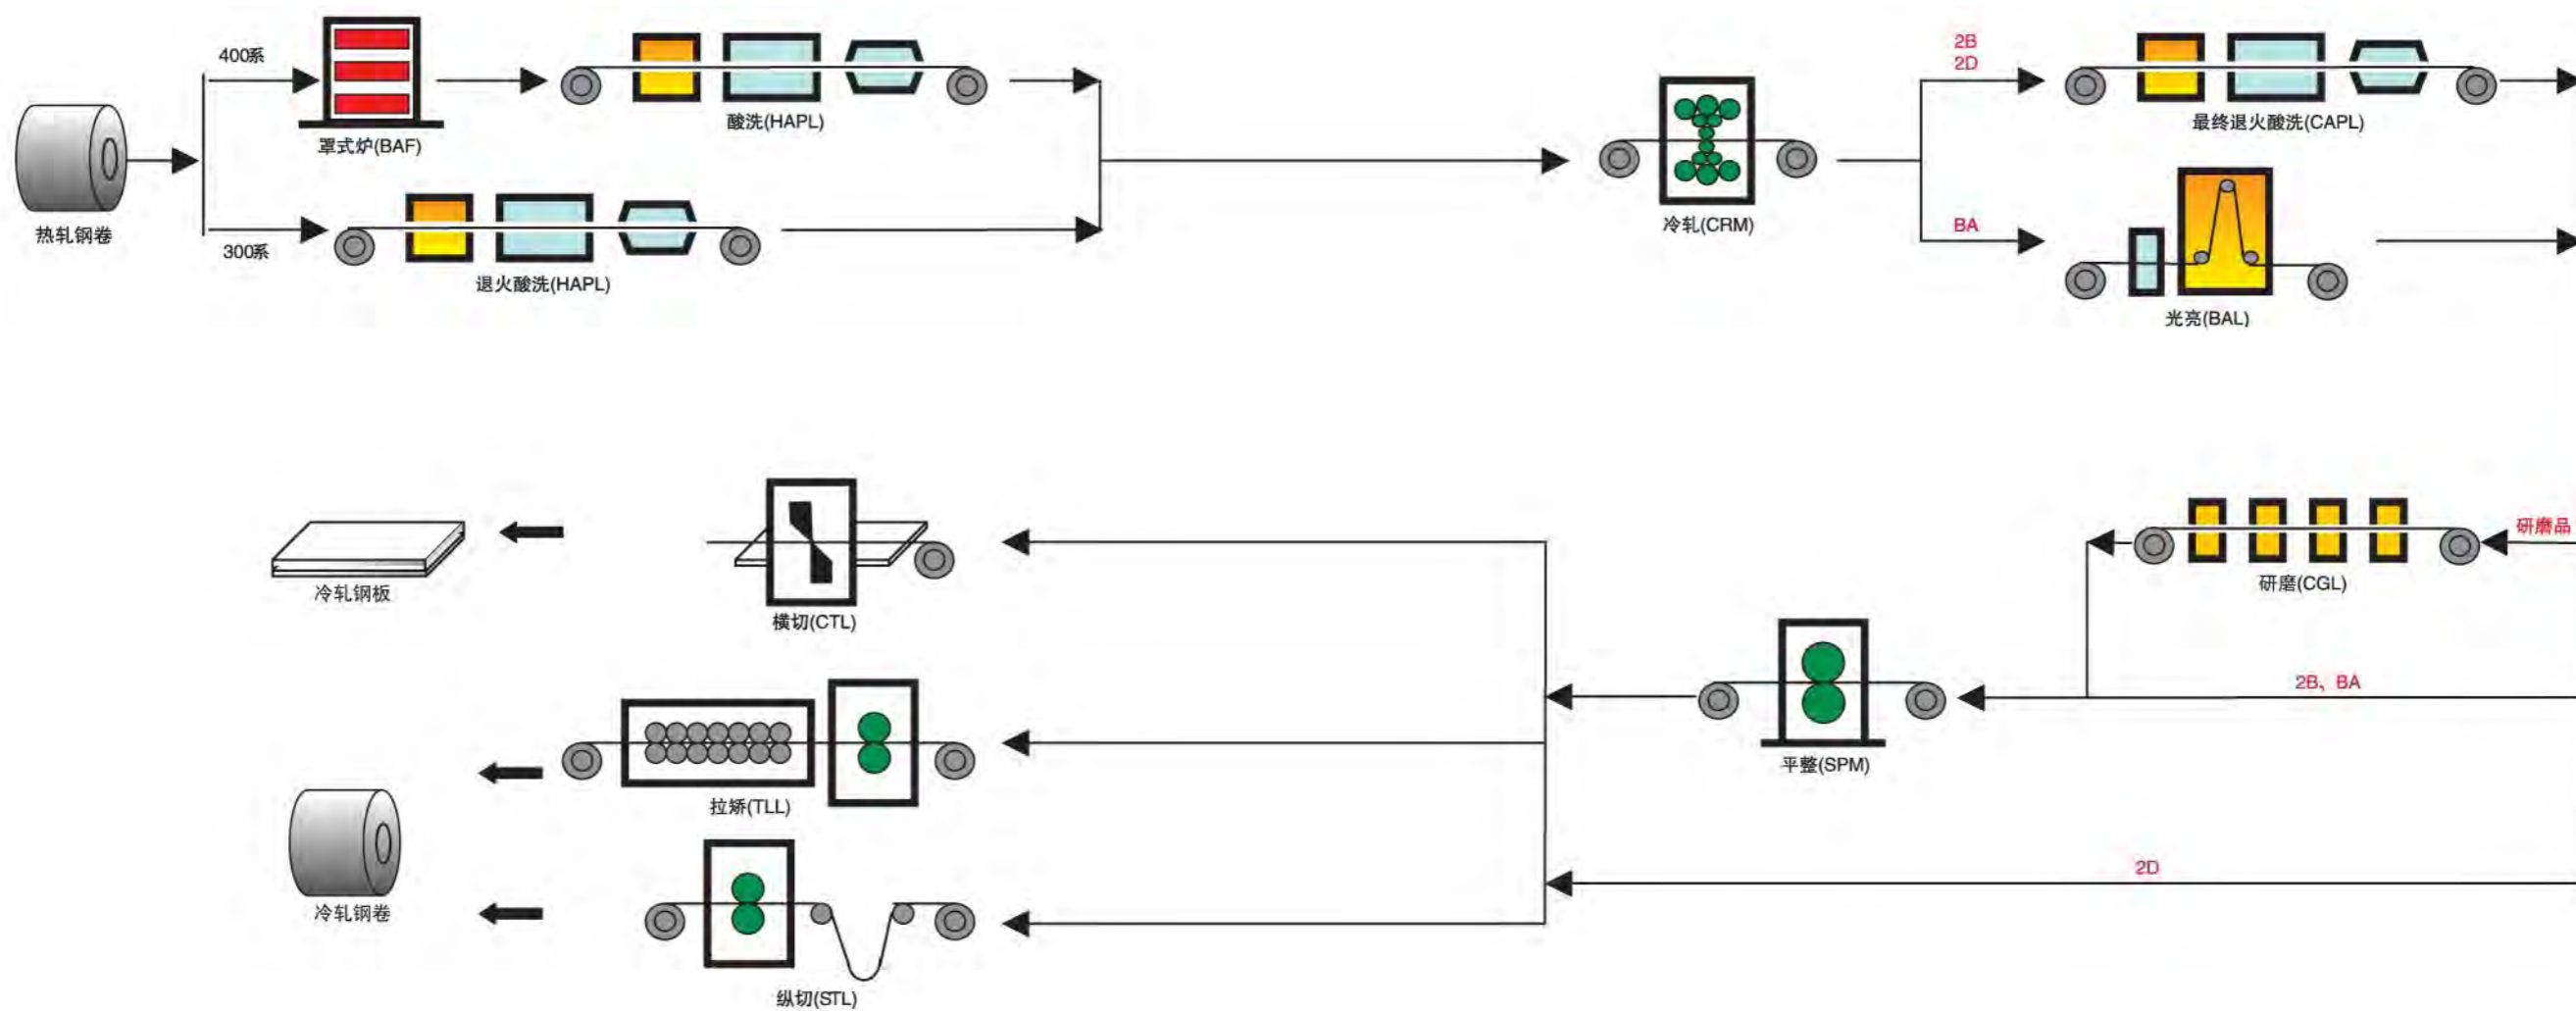 400系
罩式炉(BAF)
酸洗(HAPL)
热轧钢卷
300系
退火酸洗(HAPL)
冷轧(CRM)
2B
2D
最终退火酸洗(CAPL)
BA
光亮(BAL)
冷轧钢板
横切(CTL)
研磨品
研磨(CGL)
2B、BA
平整(SPM)
拉矫(TLL)
2D
冷轧钢卷
纵切(STL)